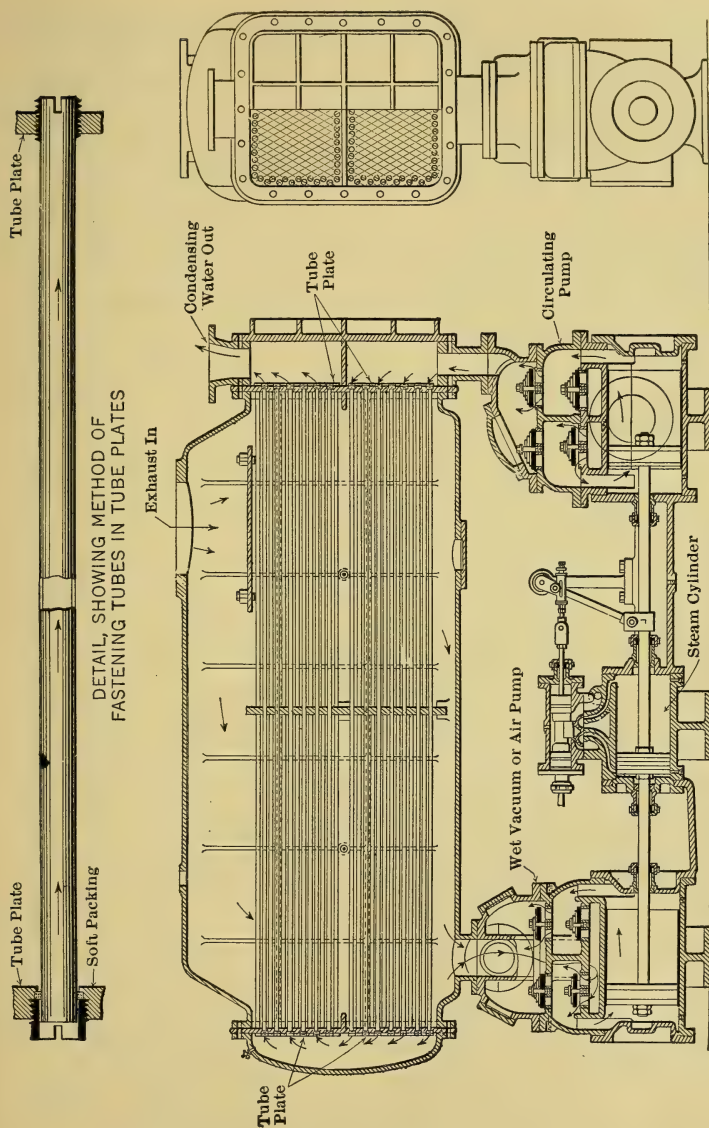 Tube Plate
Tube Plate
Soft Packing
DETAIL, SHOWING METHOD OF
FASTENING TUBES IN TUBE PLATES
Exhaust In
Condensing
Water Out
Tube
Plate
Tube
Plate
Wet Vacuum or Air Pump
Circulating
Pump
Steam Cylinder